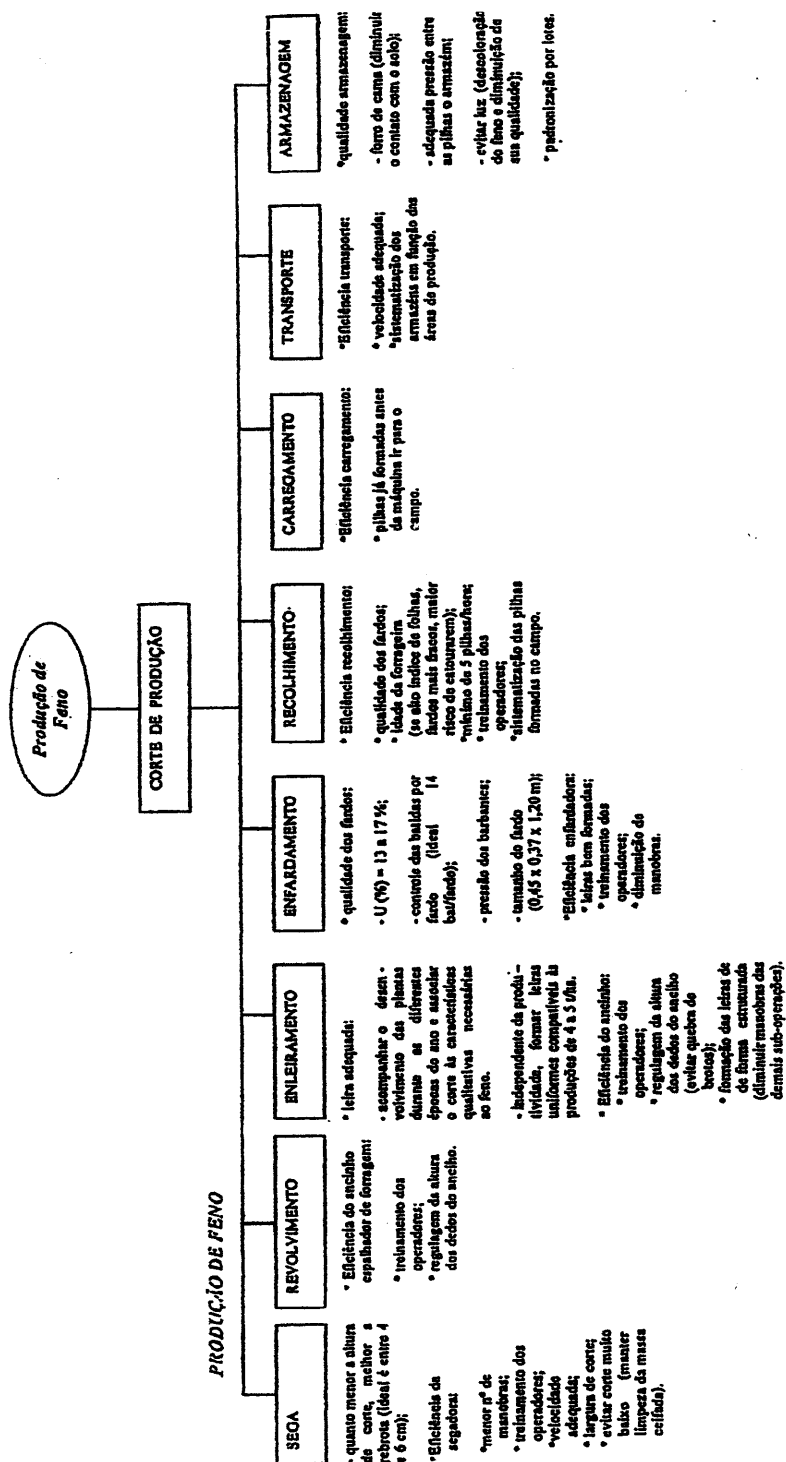 PRODUÇÃO DE FENO
Produção de
Feno
CORTE DE PRODUÇÃO
SEGA
• quanto menor a altura
de corte, melhor a
rebrota (ideal é entre 4
e 6 cm);
*Eficiência da
segadora:
*menor nº de
manobras;
* treinamento dos
operadores;
*velocidade
adequada;
* largura de corte;
* evitar corte muito
baixo (manter
limpeza da massa
ceifada).
REVOLVIMENTO
* Eficiência do ancinho
espalhador de forragem:
* treinamento dos
operadores;
* regulagem da altura
dos dedos do ancinho.
ENLEIRAMENTO
* leira adequada:
- acompanhar o desen-
volvimento das plantas
durante as diferentes
épocas do ano e associar
o corte às características
qualitativas necessárias
ao feno.
- Independente da produ-
tividade, formar leiras
uniformes compatíveis às
produções de 4 a 5 t/ha.
* Eficiência do ancinho:
* treinamento dos
operadores;
* regulagem da altura
dos dedos do ancinho
(evitar quebra de
brotos);
* formação das leiras de
de forma estruturada
(diminuir manobras das
demais sub-operações).
ENFARDAMENTO
* qualidade dos fardos:
- U (%) = 13 a 17 %;
- controle das batidas por
fardo (ideal 14
bat/fardo);
- pressão dos barbantes;
- tamanho do fardo
(0,45 x 0,37 x 1,20 m);
*Eficiência enfardadora:
* leiras bem formadas;
* treinamento dos
operadores;
* diminuição de
manobras.
RECOLHIMENTO
* Eficiência recolhimento:
* qualidade dos fardos;
* idade da forrageira
(se alto índice de folhas,
fardos mais fracos, maior
risco de estourarem);
*mínimo de 5 pilhas/hora;
* treinamento dos
operadores;
*sistematização das pilhas
formadas no campo.
CARREGAMENTO
*Eficiência carregamento:
* pilhas já formadas antes
da máquina ir para o
campo.
TRANSPORTE
*Eficiência transporte:
* velocidade adequada;
*sistematização dos
armazéns em função das
áreas de produção.
ARMAZENAGEM
*qualidade armazenagem:
- forro de cama (diminuir
o contato com o solo);
- adequada pressão entre
as pilhas o armazém;
- evitar luz (descoloração
do feno e diminuição de
sua qualidade);
* padronização por lotes.